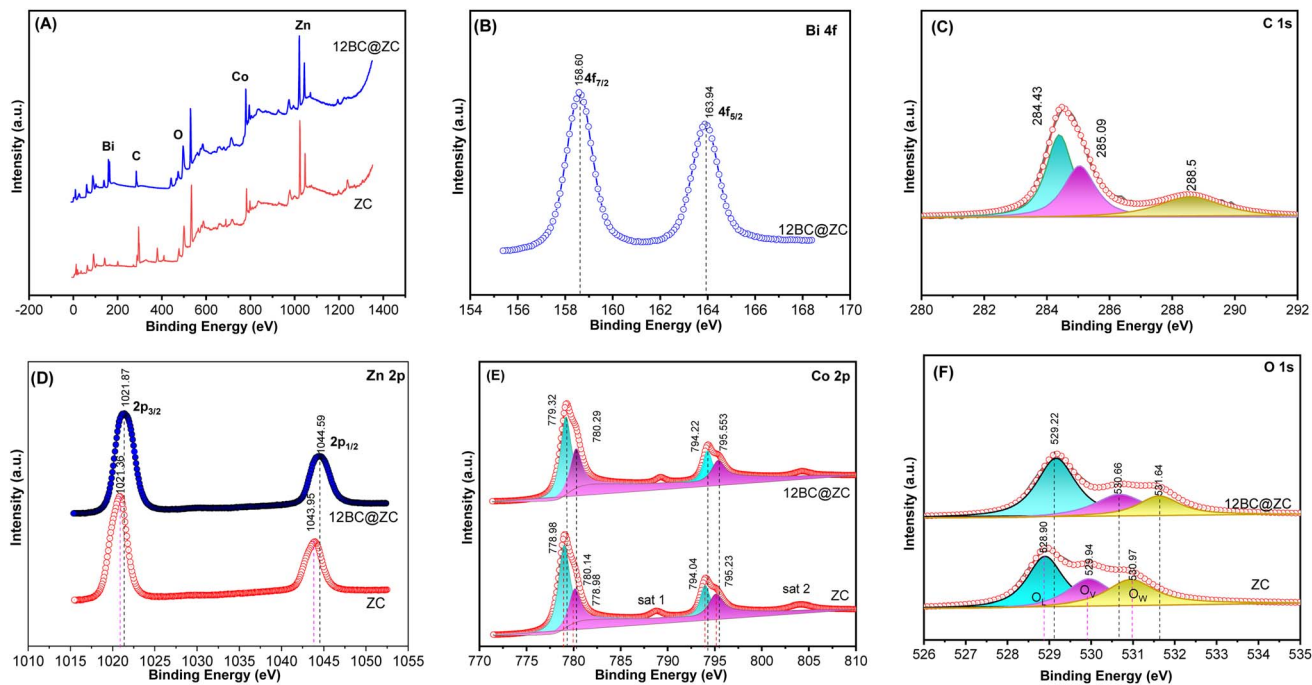 (A)
Zn
12BC@ZC
Co
O
Bi
C
ZC
Intensity (a.u.)
-200 0 200 400 600 800 1000 1200 1400
Binding Energy (eV)
(B)
Bi 4f
158.60
4f7/2
163.94
4f5/2
12BC@ZC
Intensity (a.u.)
154 156 158 160 162 164 166 168 170
Binding Energy (eV)
(C)
C 1s
284.43
285.09
288.5
Intensity (a.u.)
280 282 284 286 288 290 292
Binding Energy (eV)
(D)
Zn 2p
1021.87
2p3/2
2p1/2
1044.59
12BC@ZC
1021.36
1043.95
ZC
Intensity (a.u.)
1010 1015 1020 1025 1030 1035 1040 1045 1050 1055
Binding Energy (eV)
(E)
Co 2p
779.32
780.29
794.22
795.553
12BC@ZC
778.98
780.14
778.98
794.04
795.23
sat 1
sat 2
ZC
Intensity (a.u.)
770 775 780 785 790 795 800 805 810
Binding Energy (eV)
(F)
O 1s
529.22
530.66
531.64
12BC@ZC
528.90
529.94
530.97
ZC
OL
OV
OW
Intensity (a.u.)
526 527 528 529 530 531 532 533 534 535
Binding Energy (eV)